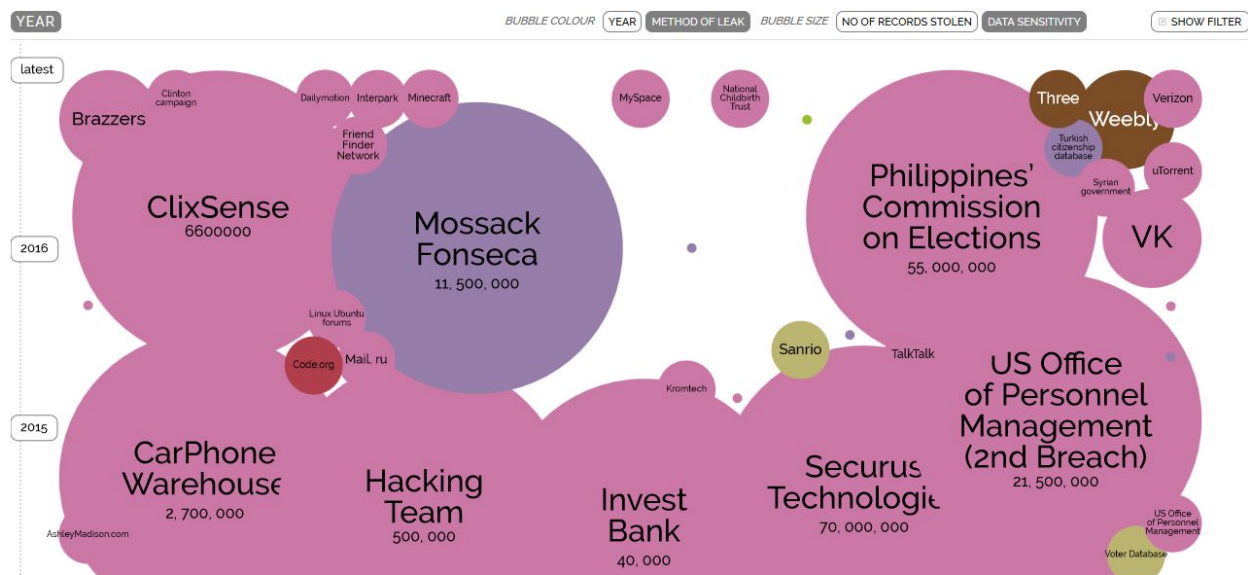 YEAR
BUBBLE COLOUR YEAR METHOD OF LEAK BUBBLE SIZE NO OF RECORDS STOLEN DATA SENSITIVITY SHOW FILTER
latest
Brazzers
Clinton
campaign
Dailymotion
Interpark
Minecraft
Friend
Finder
Network
MySpace
National
Childbirth
Trust
Three
Weebly
Verizon
Turkish
citizenship
database
Syrian
government
uTorrent
VK
ClixSense
6600000
Mossack
Fonseca
11, 500, 000
Philippines'
Commission
on Elections
55, 000, 000
2016
Linux Ubuntu
forums
Code.org
Mail. ru
Sanrio
TalkTalk
Kromtech
US Office
of Personnel
Management
(2nd Breach)
21, 500, 000
2015
CarPhone
Warehouse
2, 700, 000
Hacking
Team
500, 000
Invest
Bank
40, 000
Securus
Technologie
70, 000, 000
AshleyMadison.com
US Office
of Personnel
Management
Voter Database